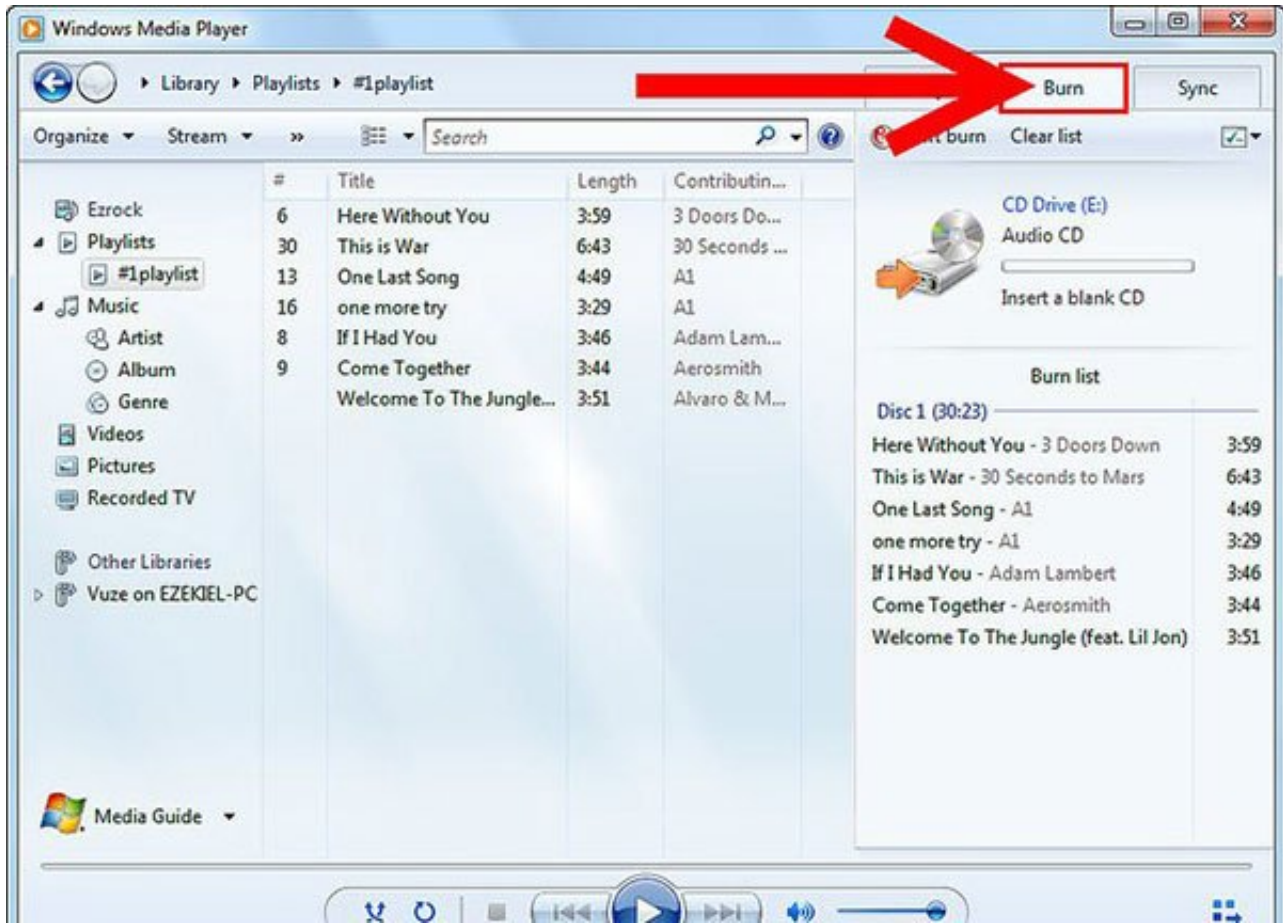 Windows Media Player
Library Playlists #1playlist
Burn
Sync
Organize Stream » Search
burn Clear list
# Title Length Contributin...
Ezrock
Playlists
#1playlist
Music
Artist
Album
Genre
Videos
Pictures
Recorded TV
Other Libraries
Vuze on EZEKIEL-PC
6 Here Without You 3:59 3 Doors Do...
30 This is War 6:43 30 Seconds ...
13 One Last Song 4:49 A1
16 one more try 3:29 A1
8 If I Had You 3:46 Adam Lam...
9 Come Together 3:44 Aerosmith
Welcome To The Jungle... 3:51 Alvaro & M...
CD Drive (E:)
Audio CD
Insert a blank CD
Burn list
Disc 1 (30:23)
Here Without You - 3 Doors Down 3:59
This is War - 30 Seconds to Mars 6:43
One Last Song - A1 4:49
one more try - A1 3:29
If I Had You - Adam Lambert 3:46
Come Together - Aerosmith 3:44
Welcome To The Jungle (feat. Lil Jon) 3:51
Media Guide